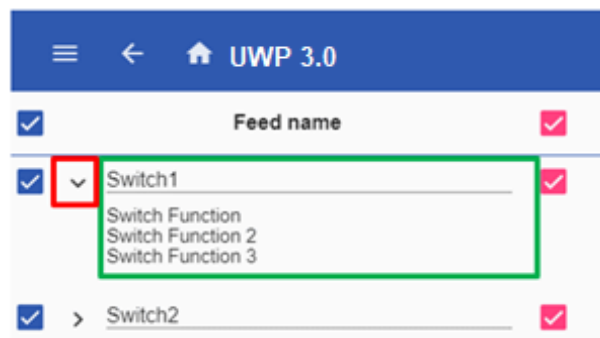 UWP 3.0
Feed name
Switch1
Switch Function
Switch Function 2
Switch Function 3
Switch2